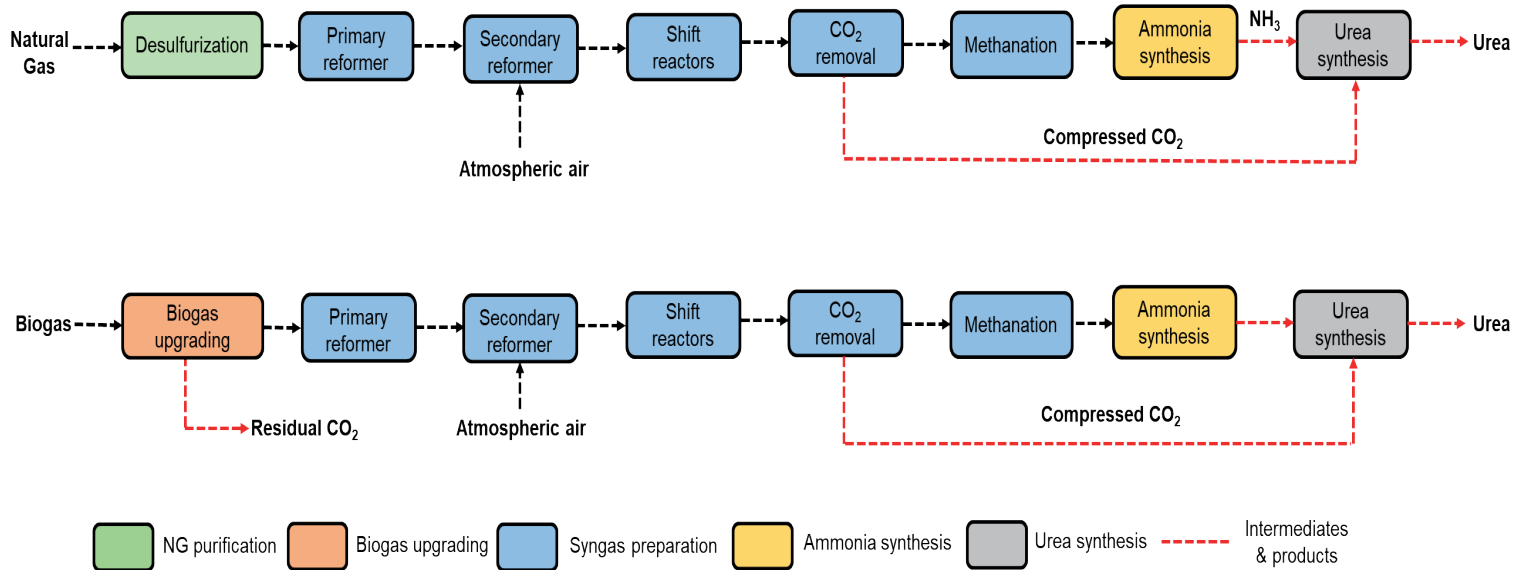 Natural
Gas
Desulfurization
Primary
reformer
Secondary
reformer
Shift
reactors
CO₂
removal
Methanation
Ammonia
synthesis
NH₃
Urea
synthesis
Urea
Compressed CO₂
Atmospheric air
Biogas
Biogas
upgrading
Primary
reformer
Secondary
reformer
Shift
reactors
CO₂
removal
Methanation
Ammonia
synthesis
Urea
synthesis
Urea
Residual CO₂
Atmospheric air
Compressed CO₂
NG purification
Biogas upgrading
Syngas preparation
Ammonia synthesis
Urea synthesis
Intermediates
& products